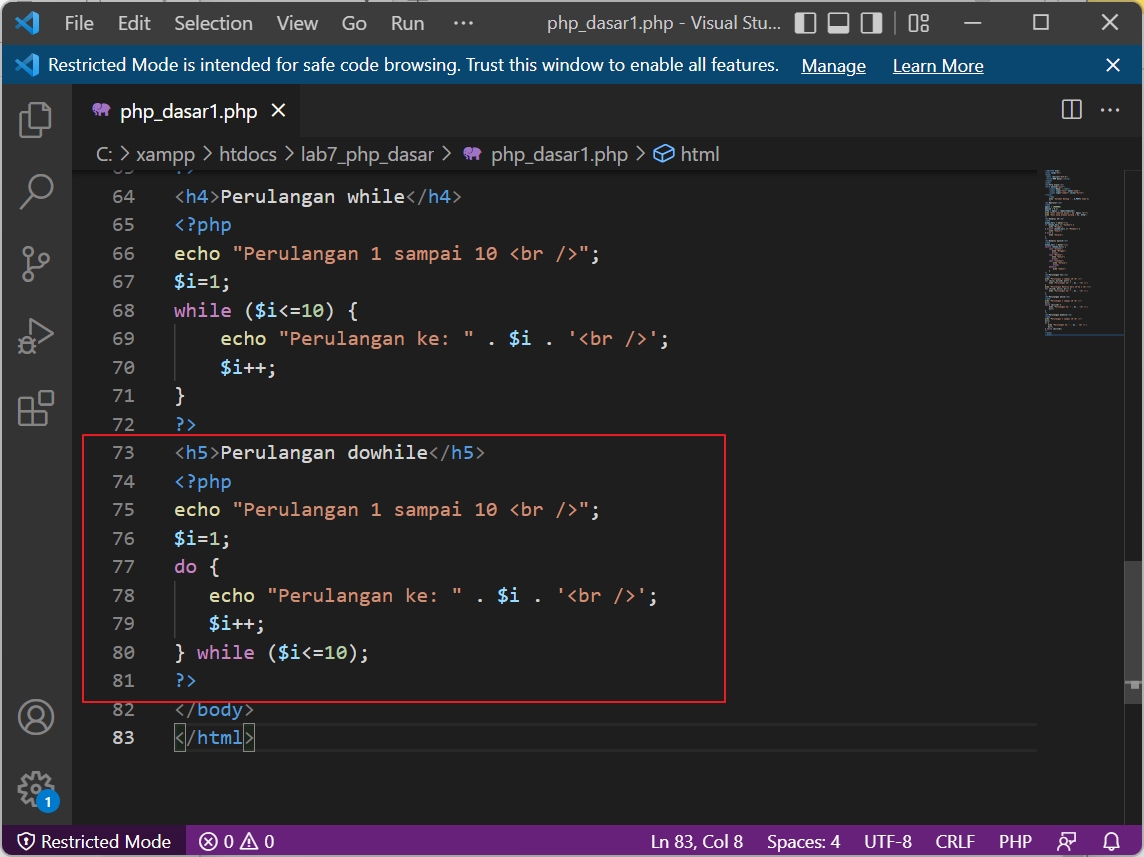 File Edit Selection View Go Run ··· php_dasar1.php - Visual Stu...
Restricted Mode is intended for safe code browsing. Trust this window to enable all features. Manage Learn More
php_dasar1.php
C: > xampp > htdocs > lab7_php_dasar > php_dasar1.php > html
64 <h4>Perulangan while</h4>
65 <?php
66 echo "Perulangan 1 sampai 10 <br />";
67 $i=1;
68 while ($i<=10) {
69     echo "Perulangan ke: " . $i . '<br />';
70     $i++;
71 }
72 ?>
73 <h5>Perulangan dowhile</h5>
74 <?php
75 echo "Perulangan 1 sampai 10 <br />";
76 $i=1;
77 do {
78    echo "Perulangan ke: " . $i . '<br />';
79    $i++;
80 } while ($i<=10);
81 ?>
82 </body>
83 </html>
1
Restricted Mode 0 0 Ln 83, Col 8 Spaces: 4 UTF-8 CRLF PHP